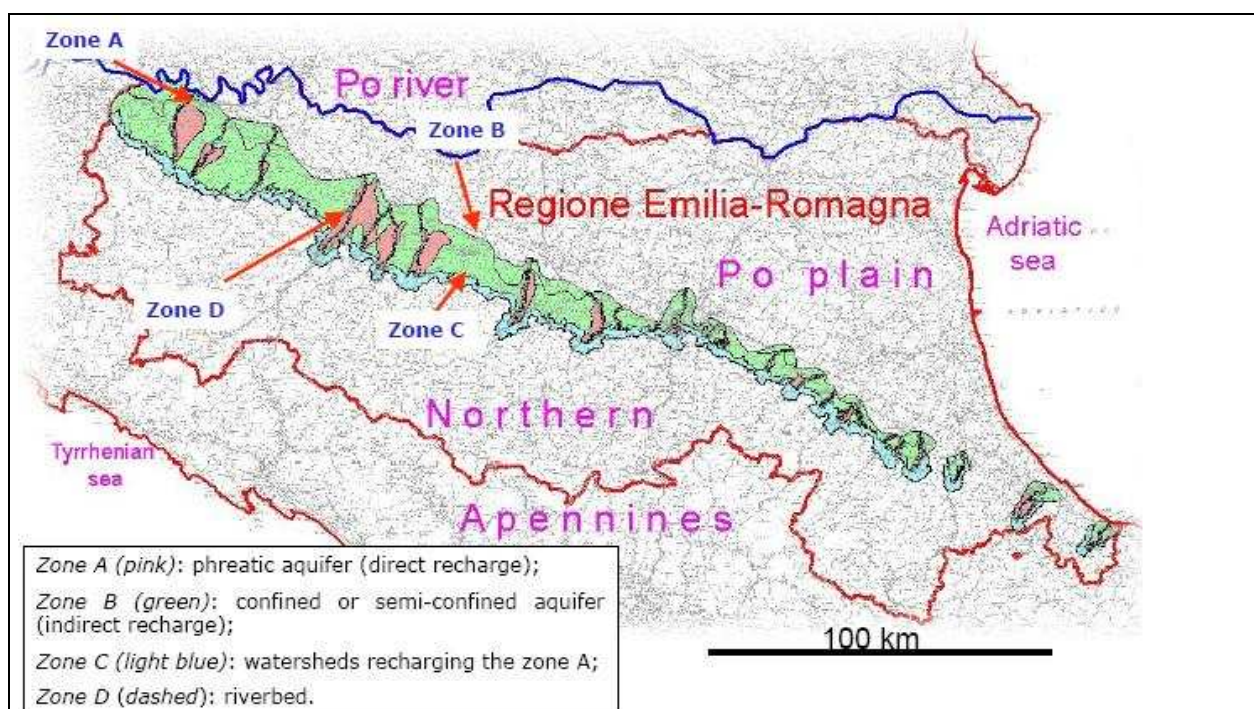 Zone A
Po river
Zone B
Regione Emilia-Romagna
Adriatic
sea
Po plain
Zone D
Zone C
Northern
Tyrrhenian
sea
Apennines
Zone A (pink): phreatic aquifer (direct recharge);
Zone B (green): confined or semi-confined aquifer
(indirect recharge);
Zone C (light blue): watersheds recharging the zone A;
Zone D (dashed): riverbed.
100 km